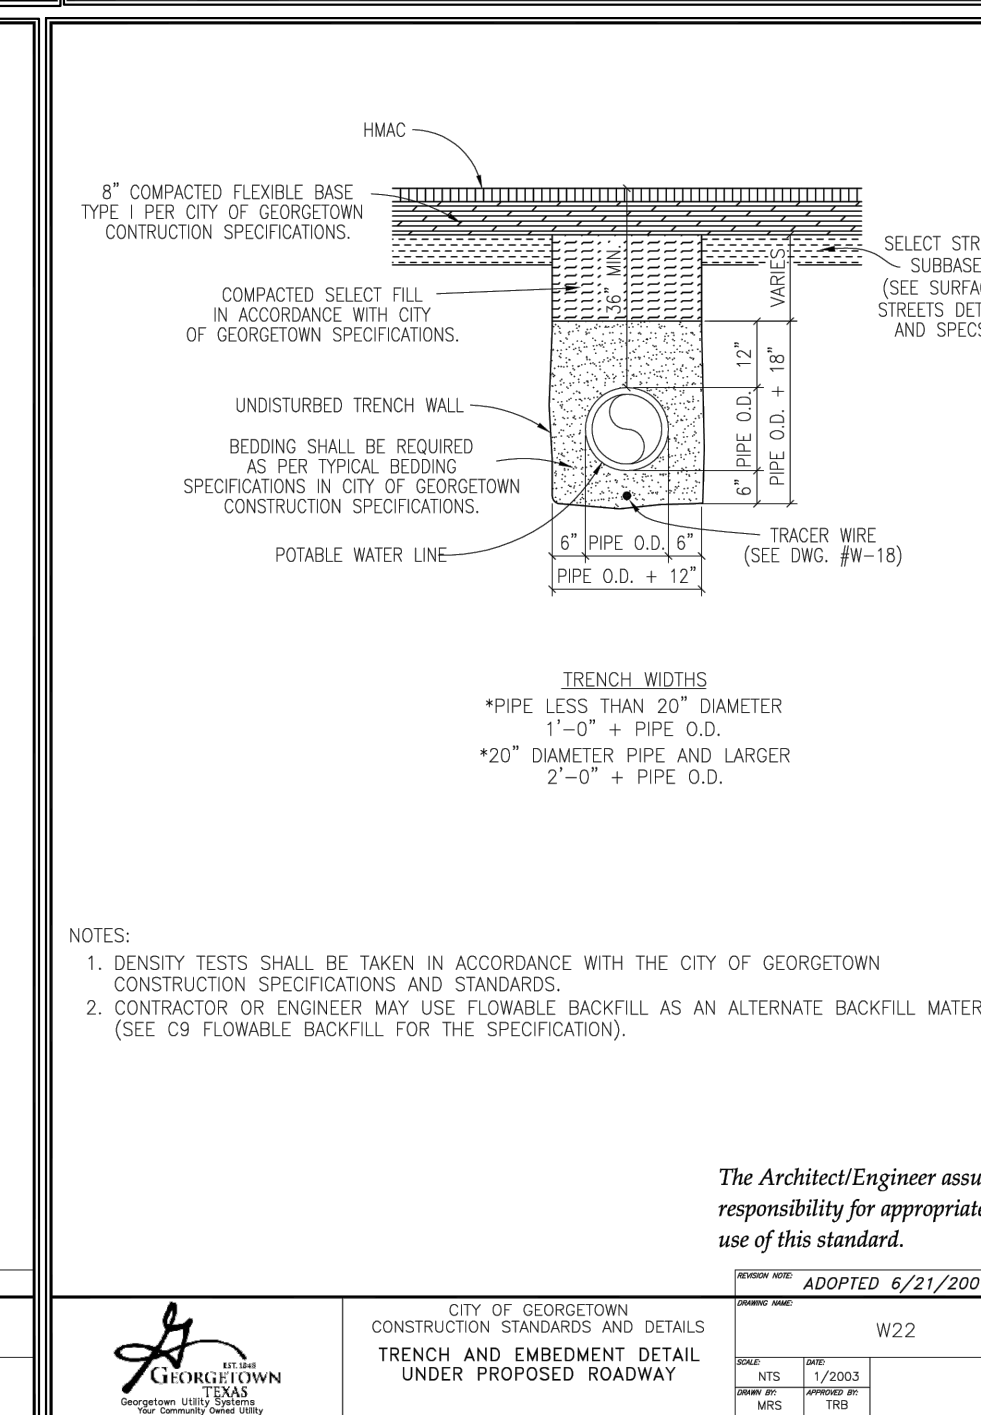 HMAC
8" COMPACTED FLEXIBLE BASE
TYPE I PER CITY OF GEORGETOWN
CONTRUCTION SPECIFICATIONS.
SELECT STR
SUBBASE
(SEE SURFA
STREETS DET
AND SPECS
COMPACTED SELECT FILL
IN ACCORDANCE WITH CITY
OF GEORGETOWN SPECIFICATIONS.
36" MIN.
VARIES
12"
PIPE O.D.
6"
PIPE O.D. + 18"
UNDISTURBED TRENCH WALL
BEDDING SHALL BE REQUIRED
AS PER TYPICAL BEDDING
SPECIFICATIONS IN CITY OF GEORGETOWN
CONSTRUCTION SPECIFICATIONS.
POTABLE WATER LINE
TRACER WIRE
(SEE DWG. #W-18)
6" PIPE O.D. 6"
PIPE O.D. + 12"
TRENCH WIDTHS
*PIPE LESS THAN 20" DIAMETER
1'-0" + PIPE O.D.
*20" DIAMETER PIPE AND LARGER
2'-0" + PIPE O.D.
NOTES:
1. DENSITY TESTS SHALL BE TAKEN IN ACCORDANCE WITH THE CITY OF GEORGETOWN
CONSTRUCTION SPECIFICATIONS AND STANDARDS.
2. CONTRACTOR OR ENGINEER MAY USE FLOWABLE BACKFILL AS AN ALTERNATE BACKFILL MATER
(SEE C9 FLOWABLE BACKFILL FOR THE SPECIFICATION).
The Architect/Engineer assu
responsibility for appropriate
use of this standard.
EST. 1848
GEORGETOWN
TEXAS
Georgetown Utility Systems
Your Community Owned Utility
CITY OF GEORGETOWN
CONSTRUCTION STANDARDS AND DETAILS
TRENCH AND EMBEDMENT DETAIL
UNDER PROPOSED ROADWAY
REVISION NOTE: ADOPTED 6/21/200
DRAWING NAME:
W22
SCALE: NTS
DATE: 1/2003
DRAWN BY: MRS
APPROVED BY: TRB